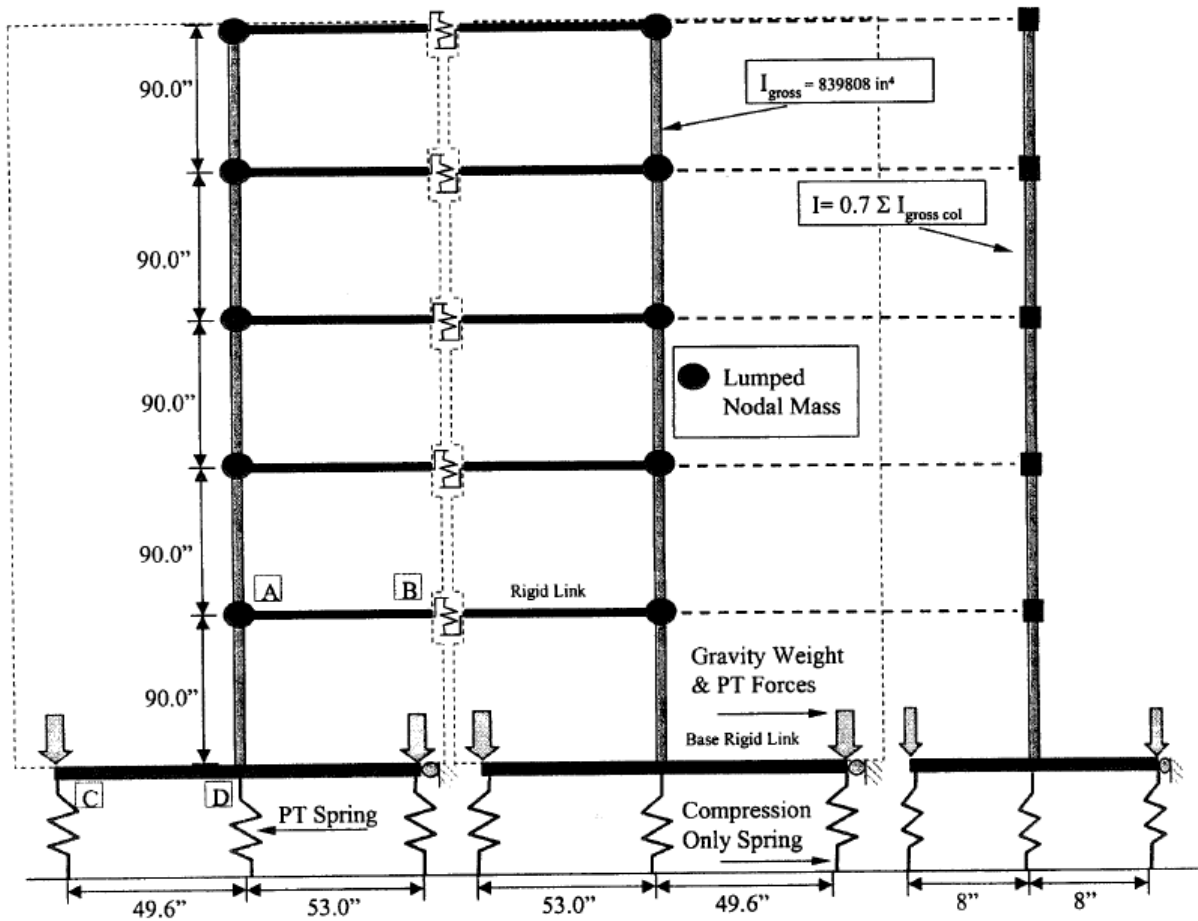 90.0”
I gross = 839808 in⁴
90.0”
I= 0.7 Σ I gross col
90.0”
Lumped
Nodal Mass
90.0”
A
B
Rigid Link
90.0”
Gravity Weight
& PT Forces
Base Rigid Link
C
D
PT Spring
Compression
Only Spring
49.6”
53.0”
53.0”
49.6”
8”
8”